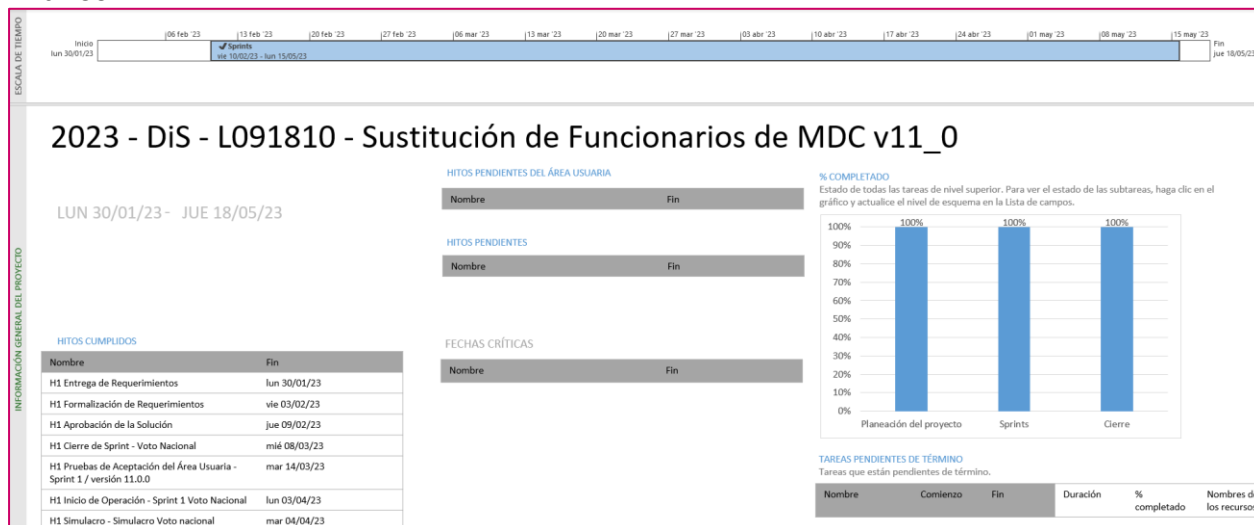 ESCALA DE TIEMPO
|06 feb '23 |13 feb '23 |20 feb '23 |27 feb '23 |06 mar '23 |13 mar '23 |20 mar '23 |27 mar '23 |03 abr '23 |10 abr '23 |17 abr '23 |24 abr '23 |01 may '23 |08 may '23 |15 may '23
Inicio
lun 30/01/23
✓Sprints
vie 10/02/23 - lun 15/05/23
Fin
jue 18/05/23
INFORMACIÓN GENERAL DEL PROYECTO
2023 - DiS - L091810 - Sustitución de Funcionarios de MDC v11_0
LUN 30/01/23 - JUE 18/05/23
HITOS CUMPLIDOS
Nombre Fin
H1 Entrega de Requerimientos lun 30/01/23
H1 Formalización de Requerimientos vie 03/02/23
H1 Aprobación de la Solución jue 09/02/23
H1 Cierre de Sprint - Voto Nacional mié 08/03/23
H1 Pruebas de Aceptación del Área Usuaria - mar 14/03/23
Sprint 1 / versión 11.0.0
H1 Inicio de Operación - Sprint 1 Voto Nacional lun 03/04/23
H1 Simulacro - Simulacro Voto nacional mar 04/04/23
HITOS PENDIENTES DEL ÁREA USUARIA
Nombre Fin
HITOS PENDIENTES
Nombre Fin
FECHAS CRÍTICAS
Nombre Fin
% COMPLETADO
Estado de todas las tareas de nivel superior. Para ver el estado de las subtareas, haga clic en el
gráfico y actualice el nivel de esquema en la Lista de campos.
100% 100% 100%
100%
90%
80%
70%
60%
50%
40%
30%
20%
10%
0%
Planeación del proyecto Sprints Cierre
TAREAS PENDIENTES DE TÉRMINO
Tareas que están pendientes de término.
Nombre Comienzo Fin Duración % Nombres de
completado los recursos